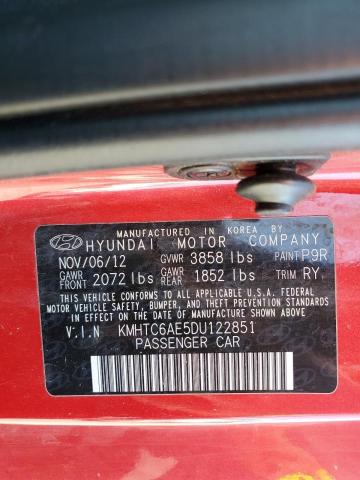 MANUFACTURED IN KOREA BY
HYUNDAI MOTOR COMPANY
NOV/06/12 GVWR 3858 lbs PAINT P9R
GAWR FRONT 2072 lbs GAWR REAR 1852 lbs TRIM RY
THIS VEHICLE CONFORMS TO ALL APPLICABLE U.S.A. FEDERAL
MOTOR VEHICLE SAFETY, BUMPER, AND THEFT PREVENTION
STANDARDS IN EFFECT ON THE DATE OF MANUFACTURE SHOWN
ABOVE.
V.I.N KMHTC6AE5DU122851
PASSENGER CAR